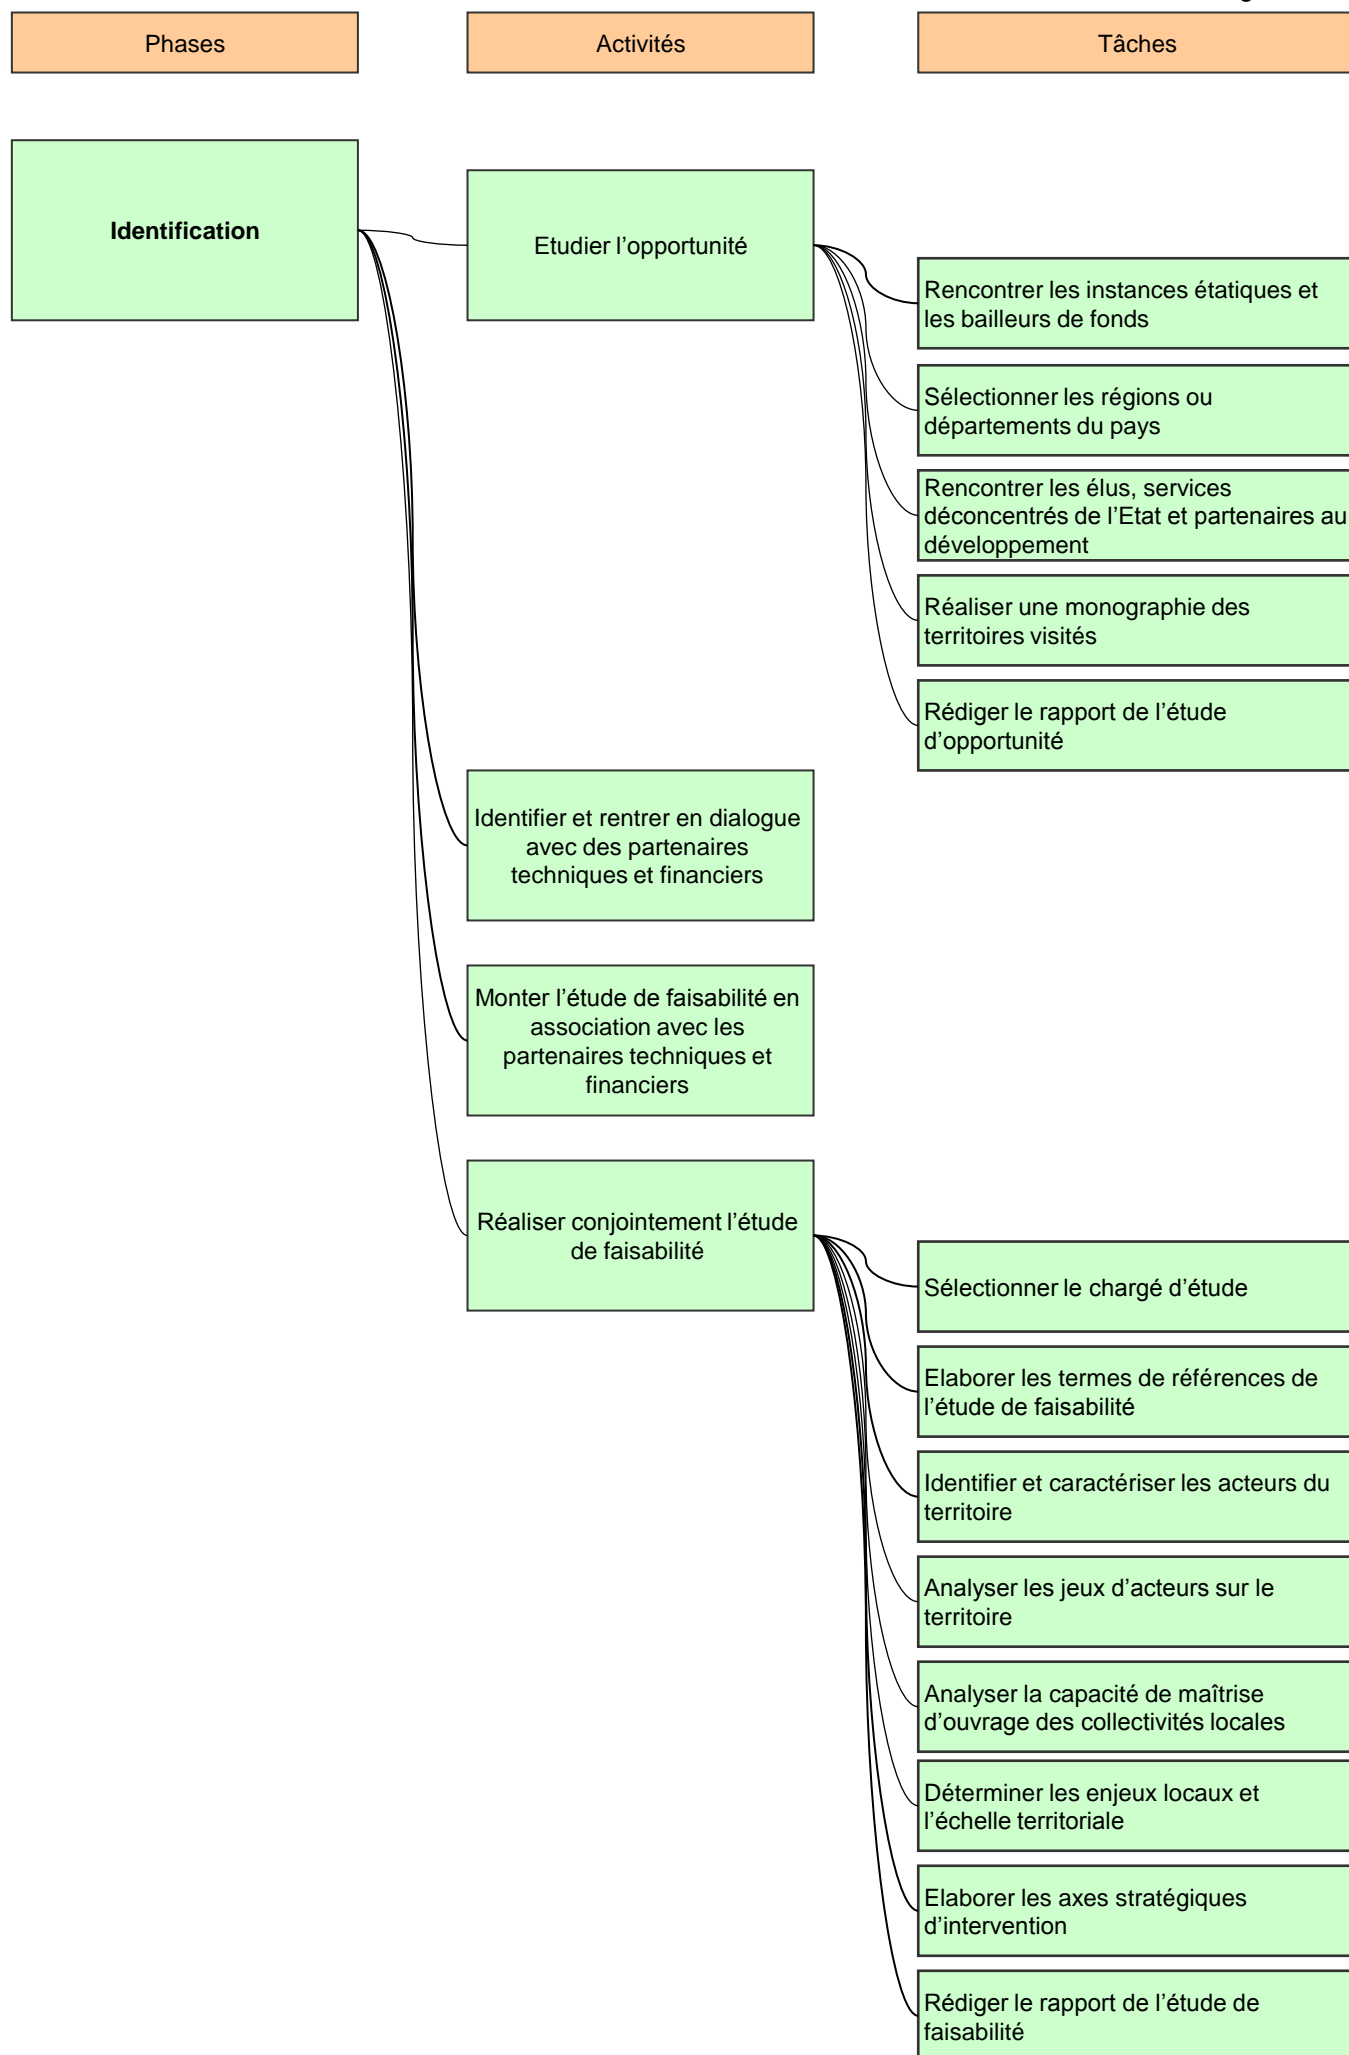 Phases
Activités
Tâches
Identification
Etudier l’opportunité
Rencontrer les instances étatiques et
les bailleurs de fonds
Sélectionner les régions ou
départements du pays
Rencontrer les élus, services
déconcentrés de l’Etat et partenaires au
développement
Réaliser une monographie des
territoires visités
Rédiger le rapport de l’étude
d’opportunité
Identifier et rentrer en dialogue
avec des partenaires
techniques et financiers
Monter l’étude de faisabilité en
association avec les
partenaires techniques et
financiers
Réaliser conjointement l’étude
de faisabilité
Sélectionner le chargé d’étude
Elaborer les termes de références de
l’étude de faisabilité
Identifier et caractériser les acteurs du
territoire
Analyser les jeux d’acteurs sur le
territoire
Analyser la capacité de maîtrise
d’ouvrage des collectivités locales
Déterminer les enjeux locaux et
l’échelle territoriale
Elaborer les axes stratégiques
d’intervention
Rédiger le rapport de l’étude de
faisabilité